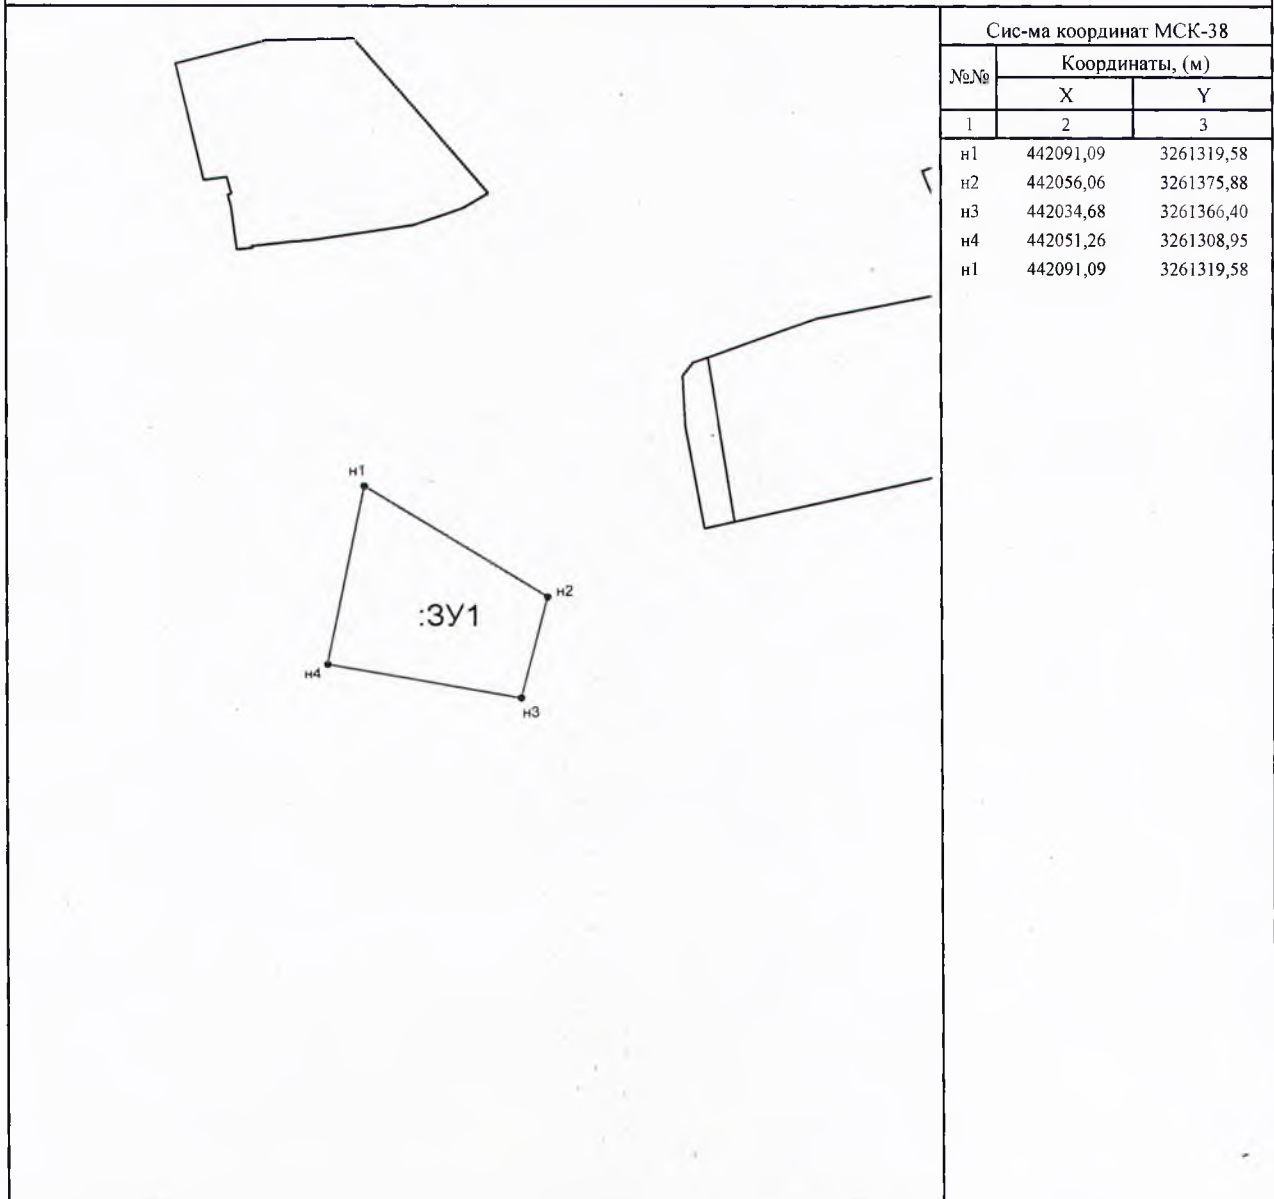 Сис-ма координат МСК-38
№№ Координаты, (м)
X Y
1 2 3
н1 442091,09 3261319,58
н2 442056,06 3261375,88
н3 442034,68 3261366,40
н4 442051,26 3261308,95
н1 442091,09 3261319,58
н1
н2
:ЗУ1
н4
н3